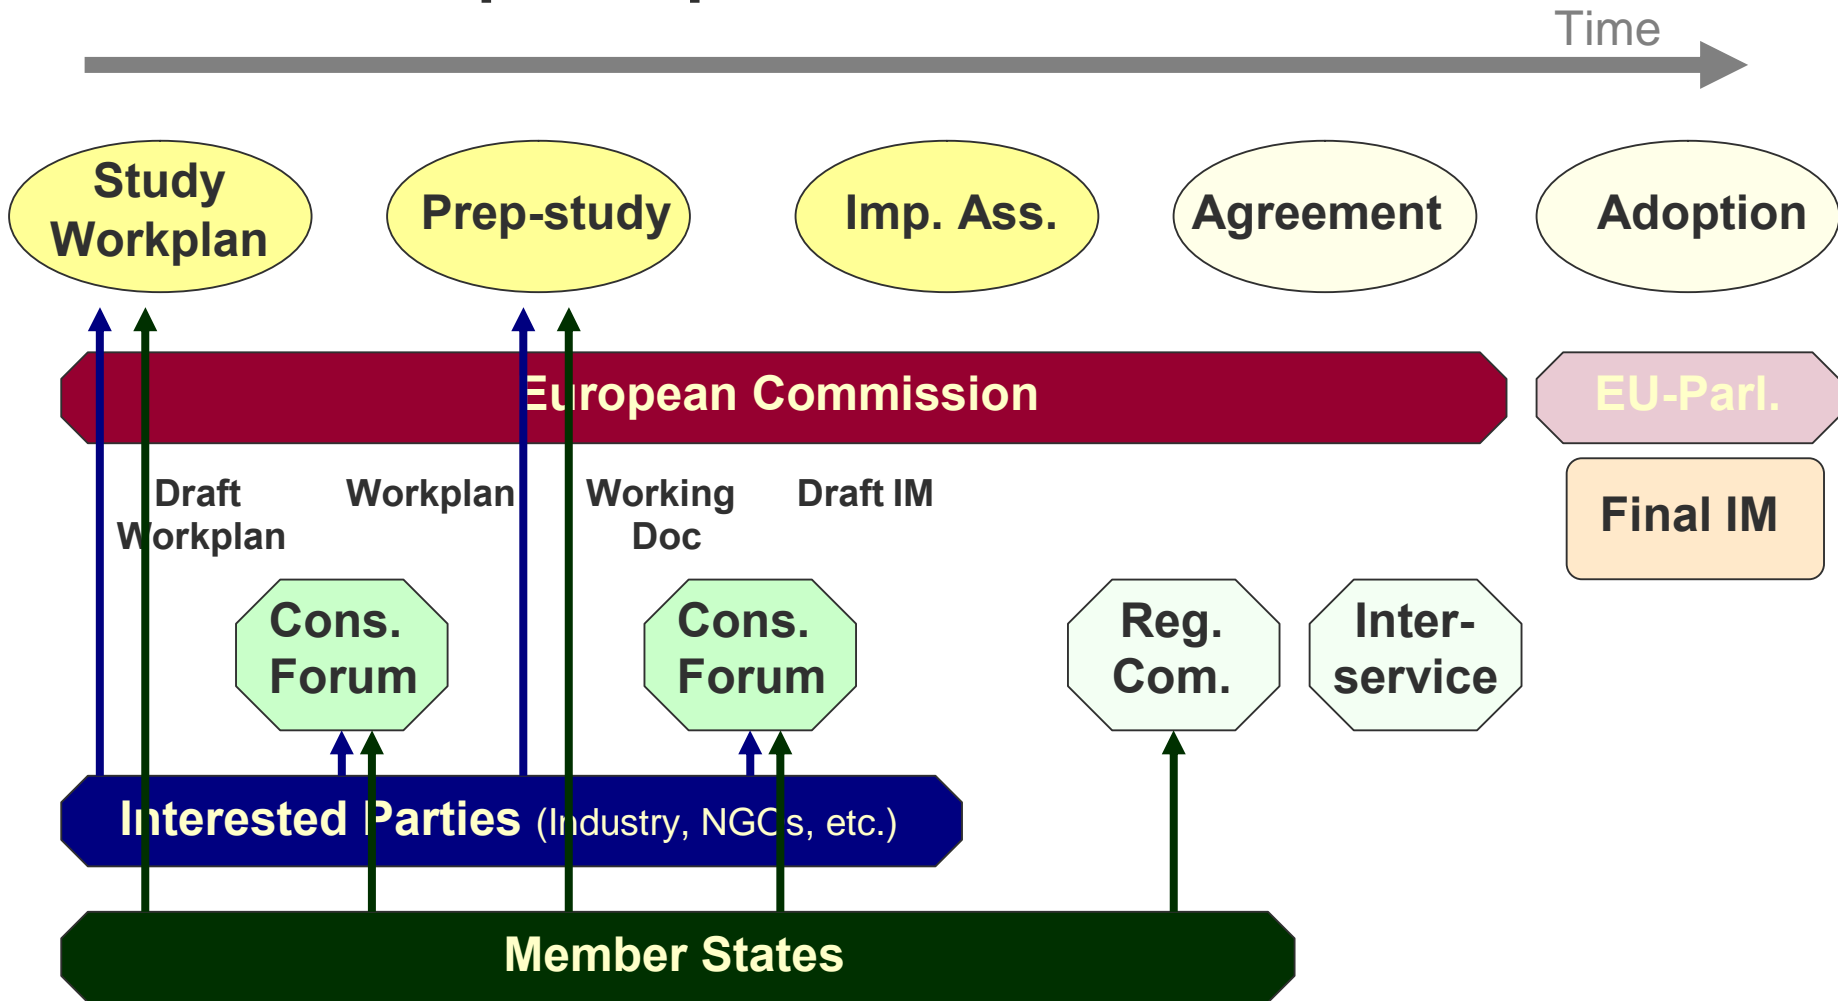 Time
Study
Workplan
Prep-study
Imp. Ass.
Agreement
Adoption
European Commission
EU-Parl.
Draft
Workplan
Workplan
Working
Doc
Draft IM
Final IM
Cons.
Forum
Cons.
Forum
Reg.
Com.
Inter-
service
Interested Parties (Industry, NGOs, etc.)
Member States